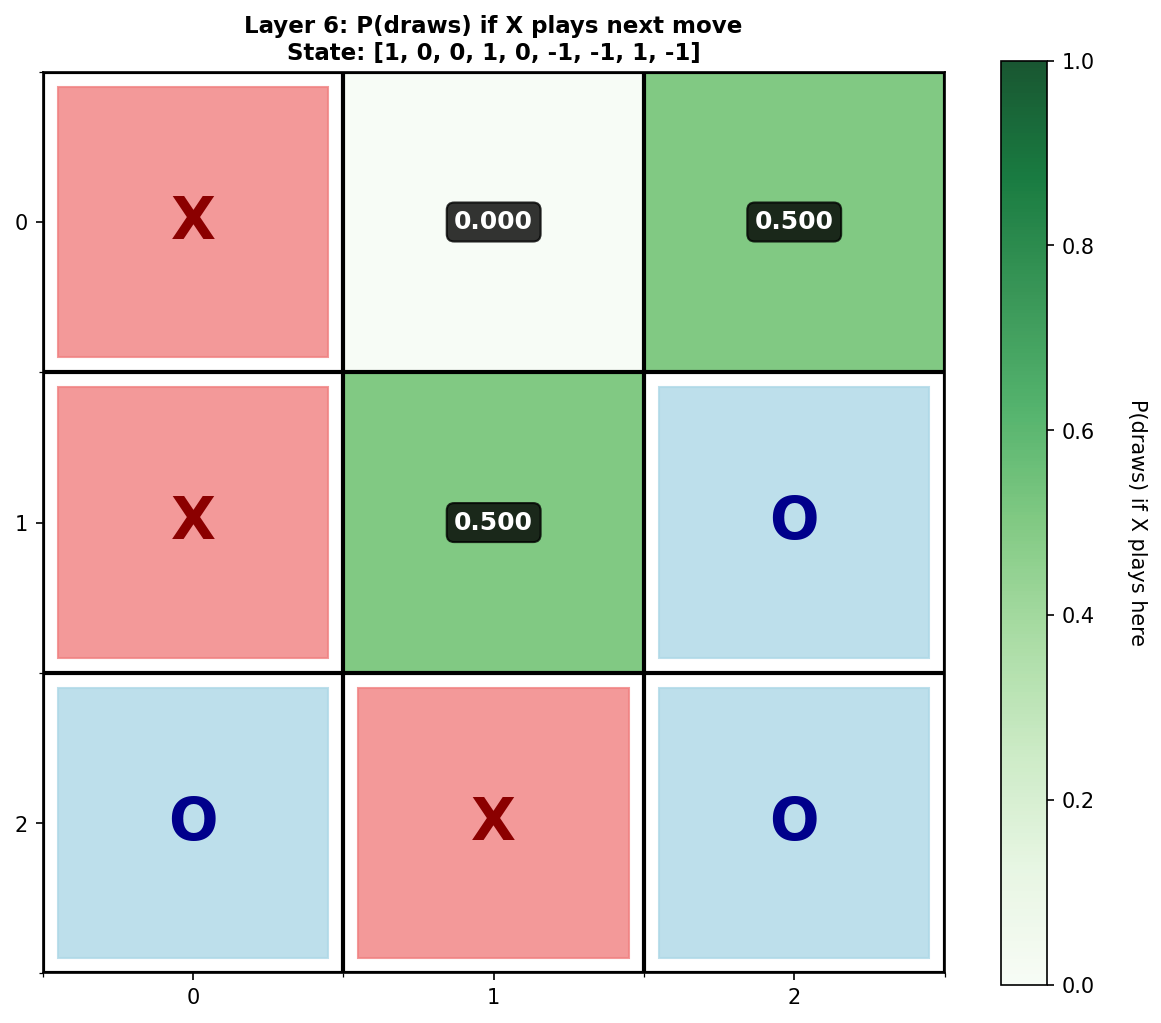 Layer 6: P(draws) if X plays next move
State: [1, 0, 0, 1, 0, -1, -1, 1, -1]
X
0.000
0.500
X
0.500
O
O
X
O
0
1
2
0
1
2
1.0
0.8
0.6
0.4
0.2
0.0
P(draws) if X plays here